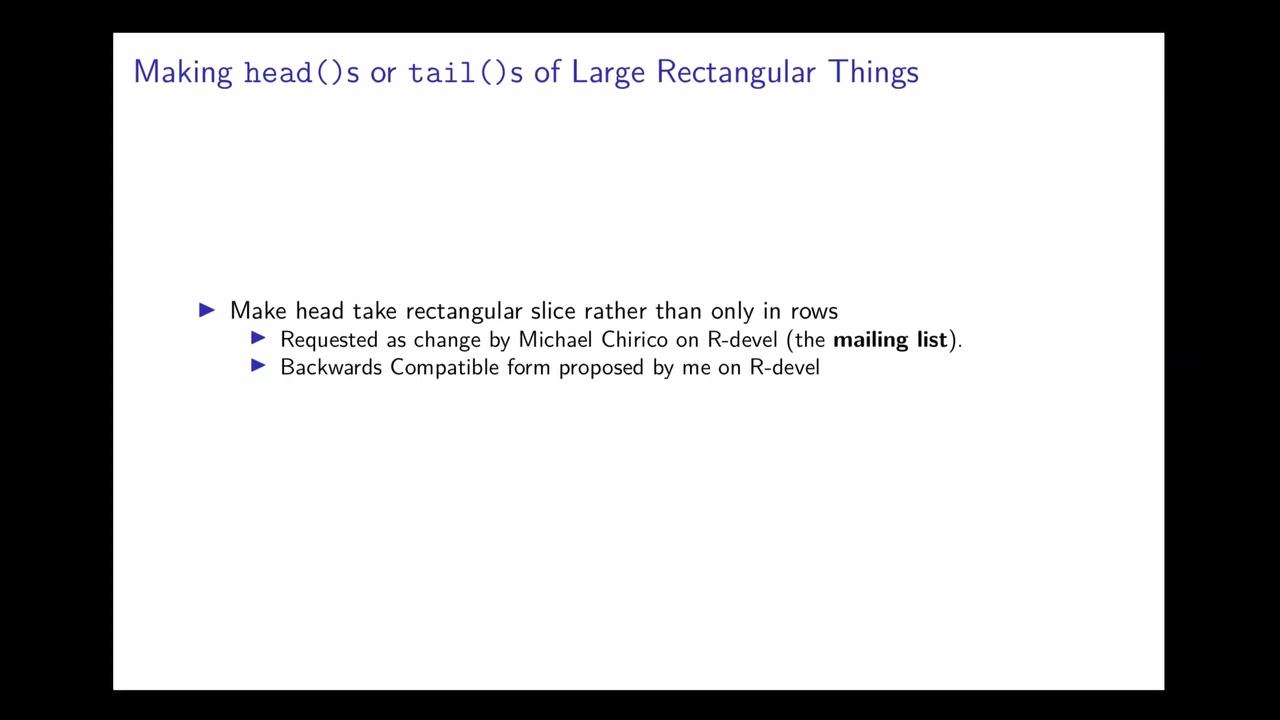 Making head()s or tail()s of Large Rectangular Things
Make head take rectangular slice rather than only in rows
Requested as change by Michael Chirico on R-devel (the mailing list).
Backwards Compatible form proposed by me on R-devel